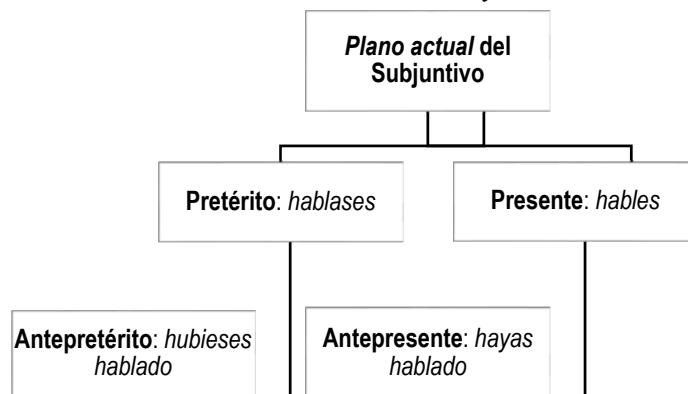 Plano actual del
Subjuntivo
Pretérito: hablases
Presente: hables
Antepretérito: hubieses
hablado
Antepresente: hayas
hablado